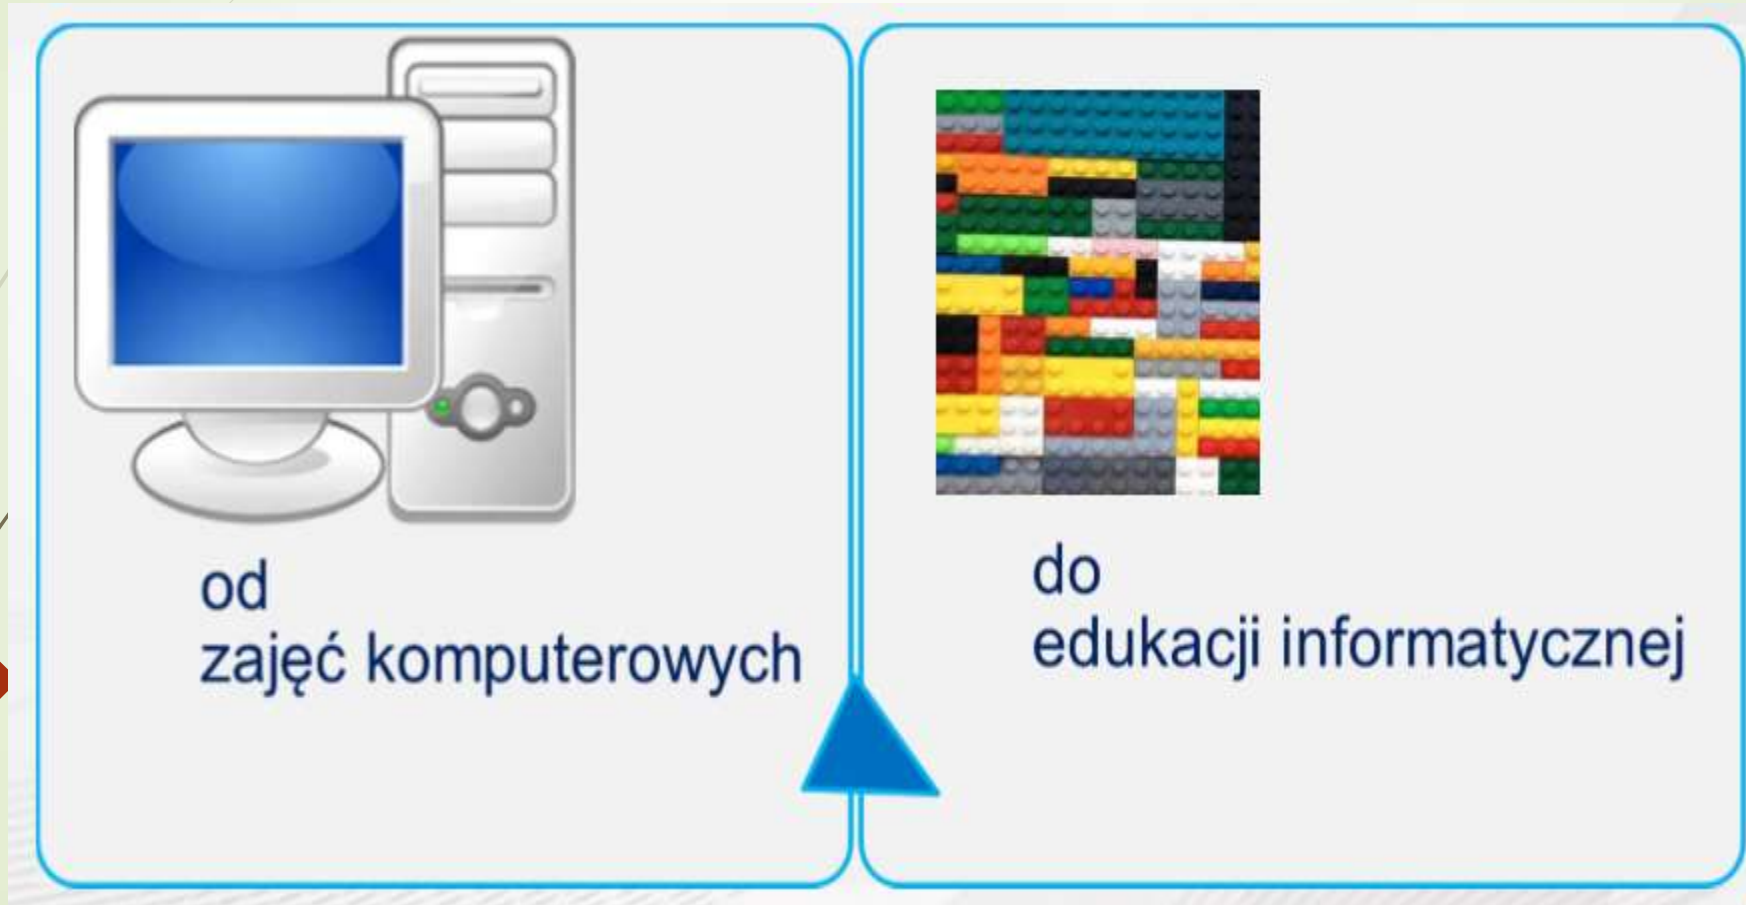 od
zajęć komputerowych
do
edukacji informatycznej